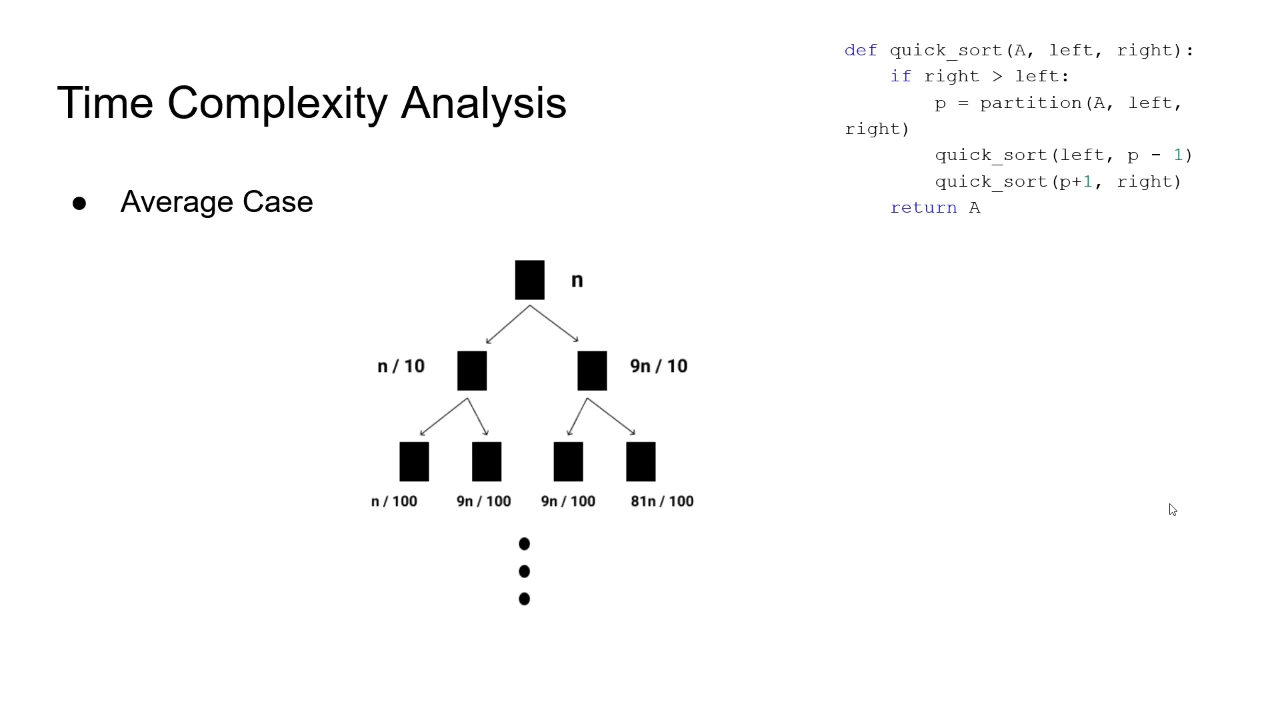 def quick_sort(A, left, right):
if right > left:
p = partition(A, left,
right)
quick_sort(left, p - 1)
quick_sort(p+1, right)
return A
Time Complexity Analysis
● Average Case
n
n / 10
9n / 10
n / 100
9n / 100
9n / 100
81n / 100